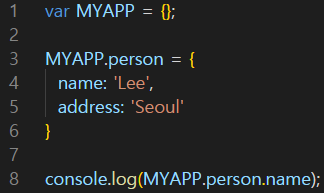 1 var MYAPP = {};
2
3 MYAPP.person = {
4   name: 'Lee',
5   address: 'Seoul'
6 }
7
8 console.log(MYAPP.person.name);